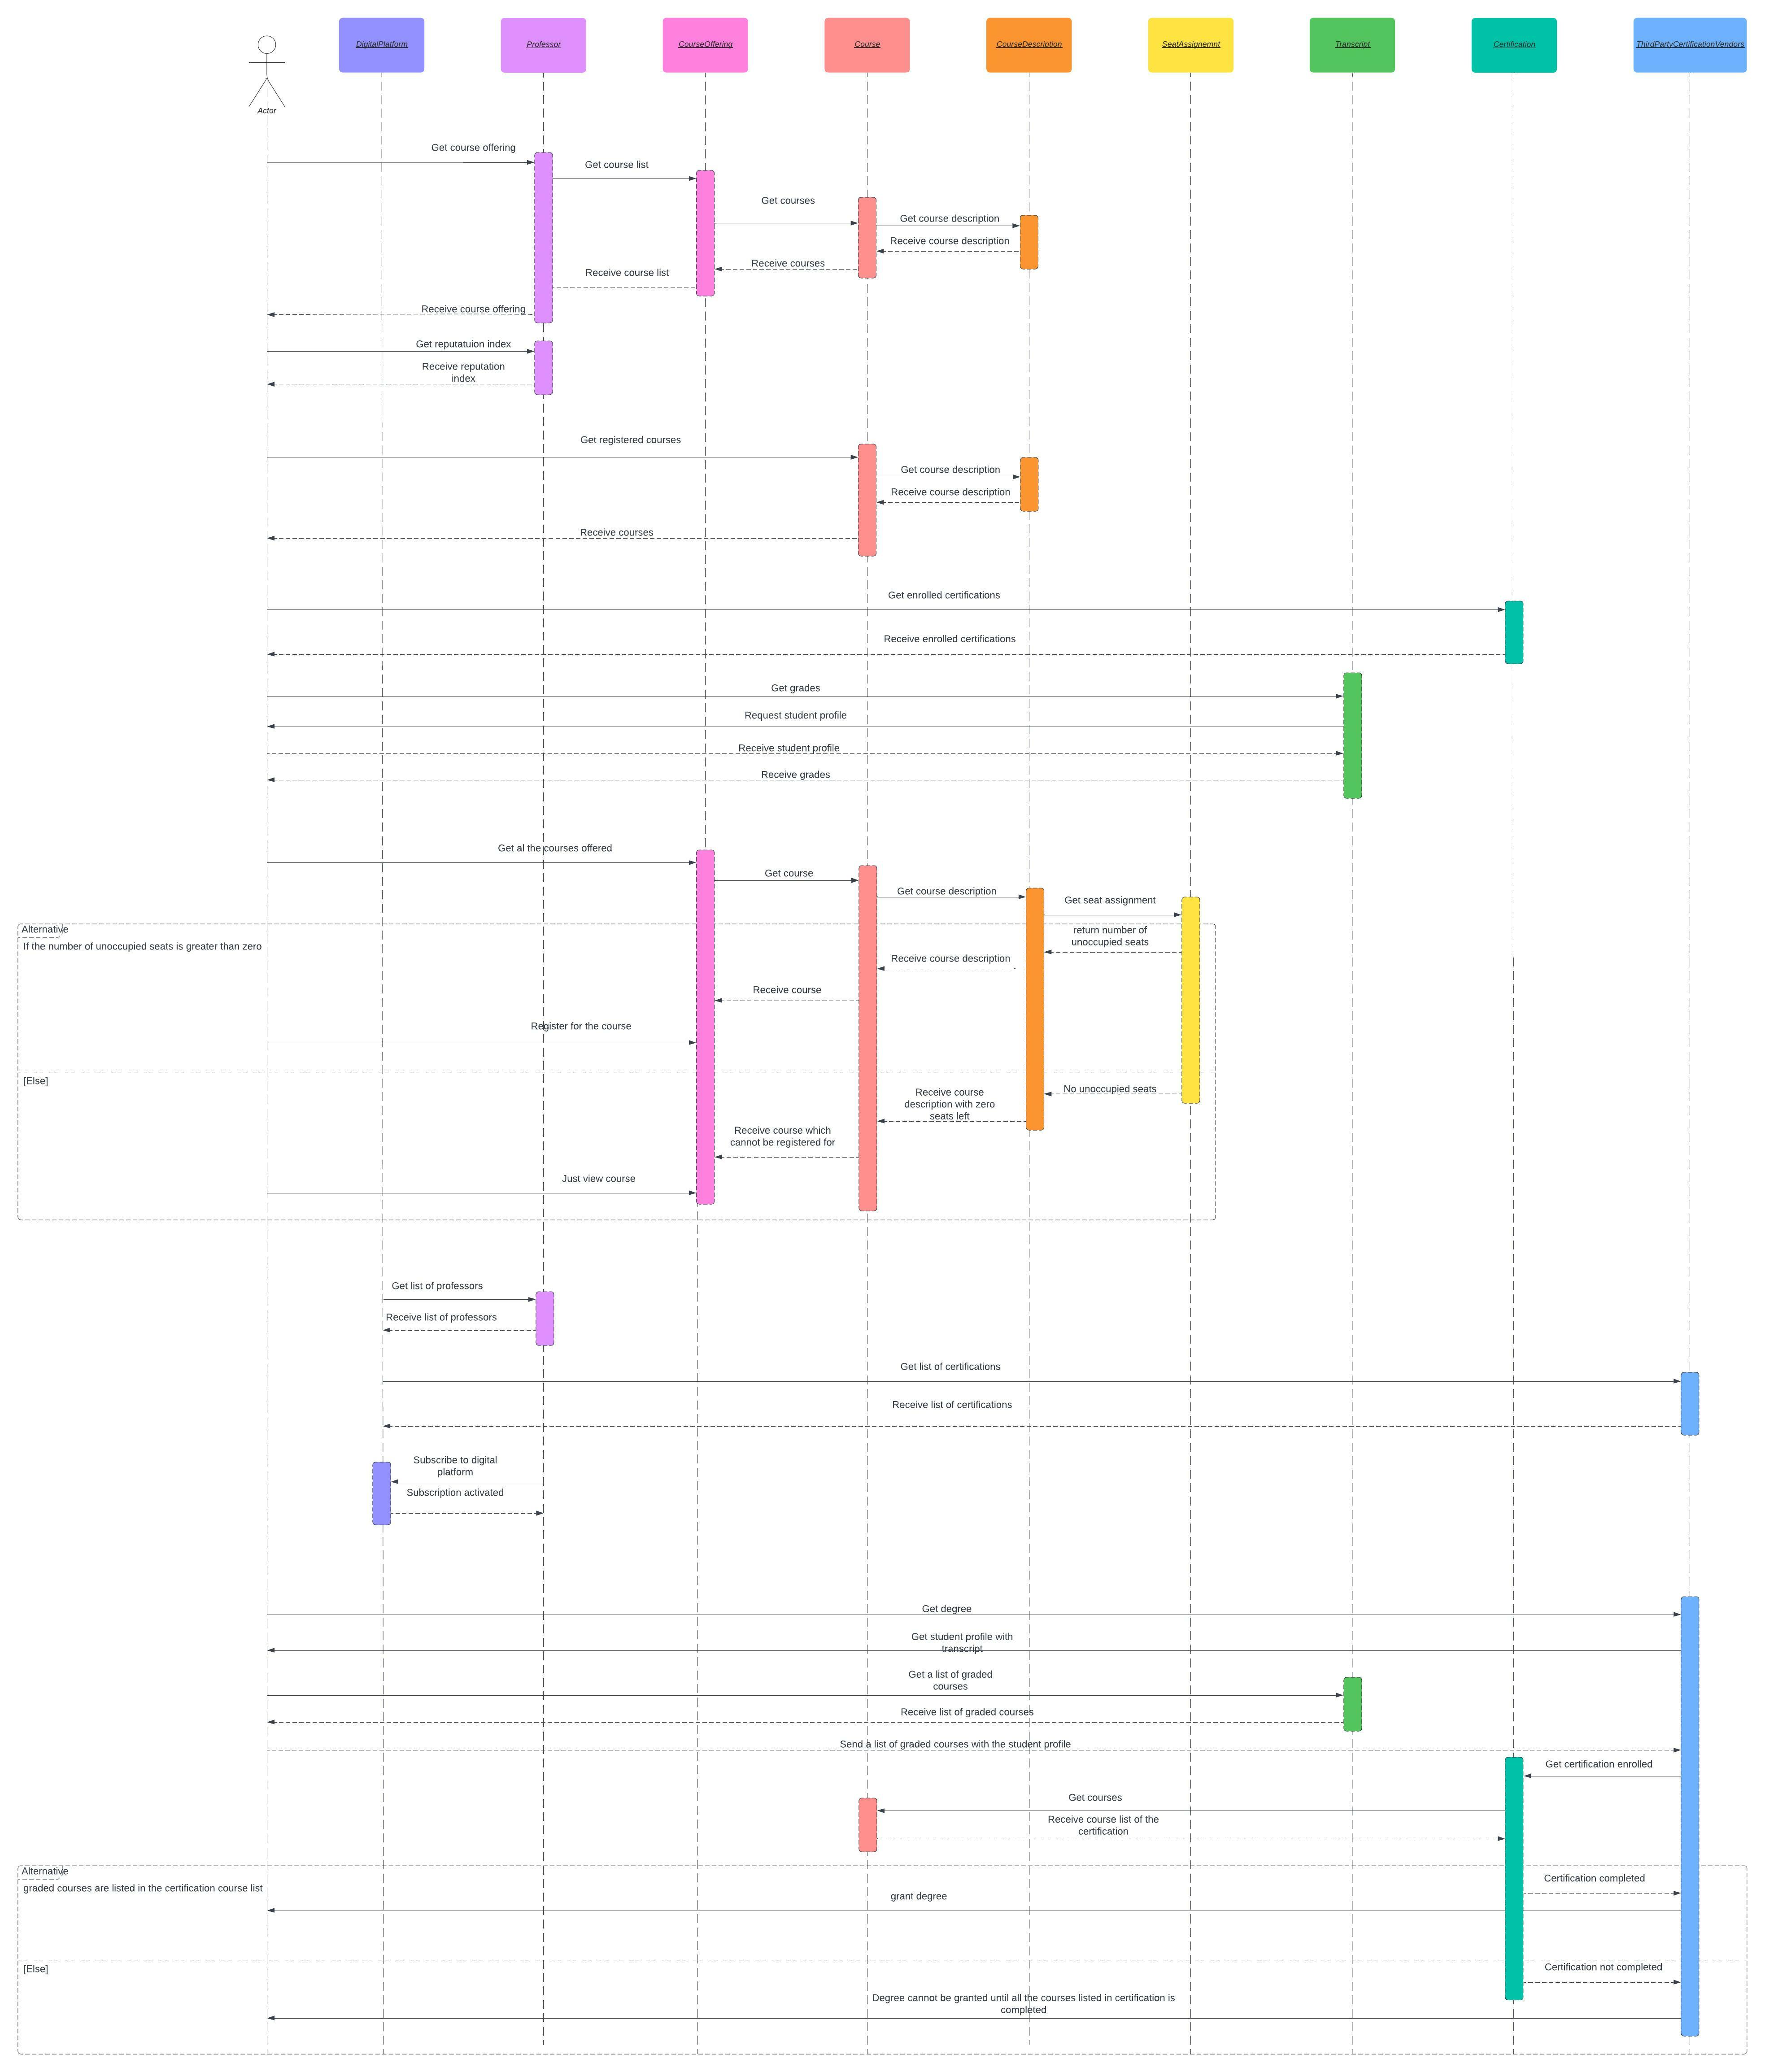 DigitalPlatform
Professor
CourseOffering
Course
CourseDescription
SeatAssignemnt
Transcript
Certification
ThirdPartyCertificationVendors
Actor
Get course offering
Get course list
Get courses
Get course description
Receive course description
Receive courses
Receive course list
Receive course offering
Get reputatuion index
Receive reputation
index
Get registered courses
Get course description
Receive course description
Receive courses
Get enrolled certifications
Receive enrolled certifications
Get grades
Request student profile
Receive student profile
Receive grades
Get al the courses offered
Get course
Get course description
Get seat assignment
Alternative
If the number of unoccupied seats is greater than zero
return number of
unoccupied seats
Receive course description
Receive course
Register for the course
[Else]
No unoccupied seats
Receive course
description with zero
seats left
Receive course which
cannot be registered for
Just view course
Get list of professors
Receive list of professors
Get list of certifications
Receive list of certifications
Subscribe to digital
platform
Subscription activated
Get degree
Get student profile with
transcript
Get a list of graded
courses
Receive list of graded courses
Send a list of graded courses with the student profile
Get certification enrolled
Get courses
Receive course list of the
certification
Alternative
graded courses are listed in the certification course list
Certification completed
grant degree
[Else]
Certification not completed
Degree cannot be granted until all the courses listed in certification is
completed